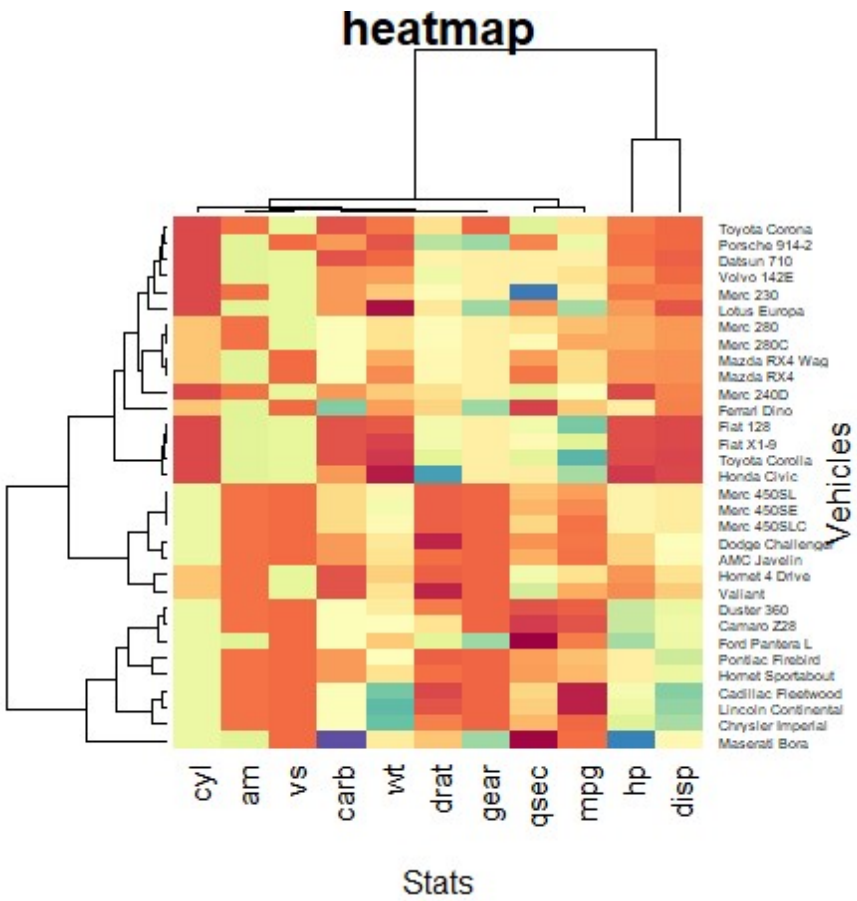 heatmap
Toyota Corona
Porsche 914-2
Datsun 710
Volvo 142E
Merc 230
Lotus Europa
Merc 280
Merc 280C
Mazda RX4 Wag
Mazda RX4
Merc 240D
Ferrari Dino
Fiat 128
Fiat X1-9
Toyota Corolla
Honda Civic
Merc 450SL
Merc 450SE
Merc 450SLC
Dodge Challenger
AMC Javelin
Hornet 4 Drive
Valiant
Duster 360
Camaro Z28
Ford Pantera L
Pontiac Firebird
Hornet Sportabout
Cadillac Fleetwood
Lincoln Continental
Chrysler Imperial
Maserati Bora
Vehicles
cyl am vs carb wt drat gear qsec mpg hp disp
Stats